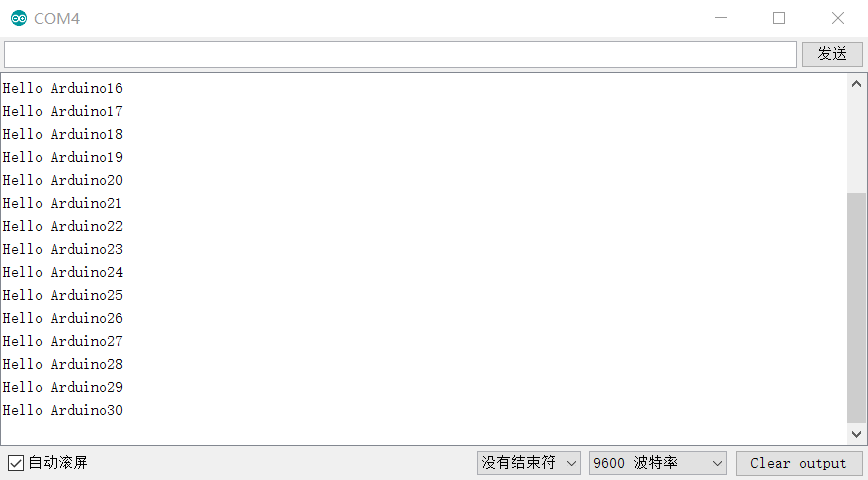 COM4
发送
Hello Arduino16
Hello Arduino17
Hello Arduino18
Hello Arduino19
Hello Arduino20
Hello Arduino21
Hello Arduino22
Hello Arduino23
Hello Arduino24
Hello Arduino25
Hello Arduino26
Hello Arduino27
Hello Arduino28
Hello Arduino29
Hello Arduino30
自动滚屏 没有结束符 9600 波特率 Clear output